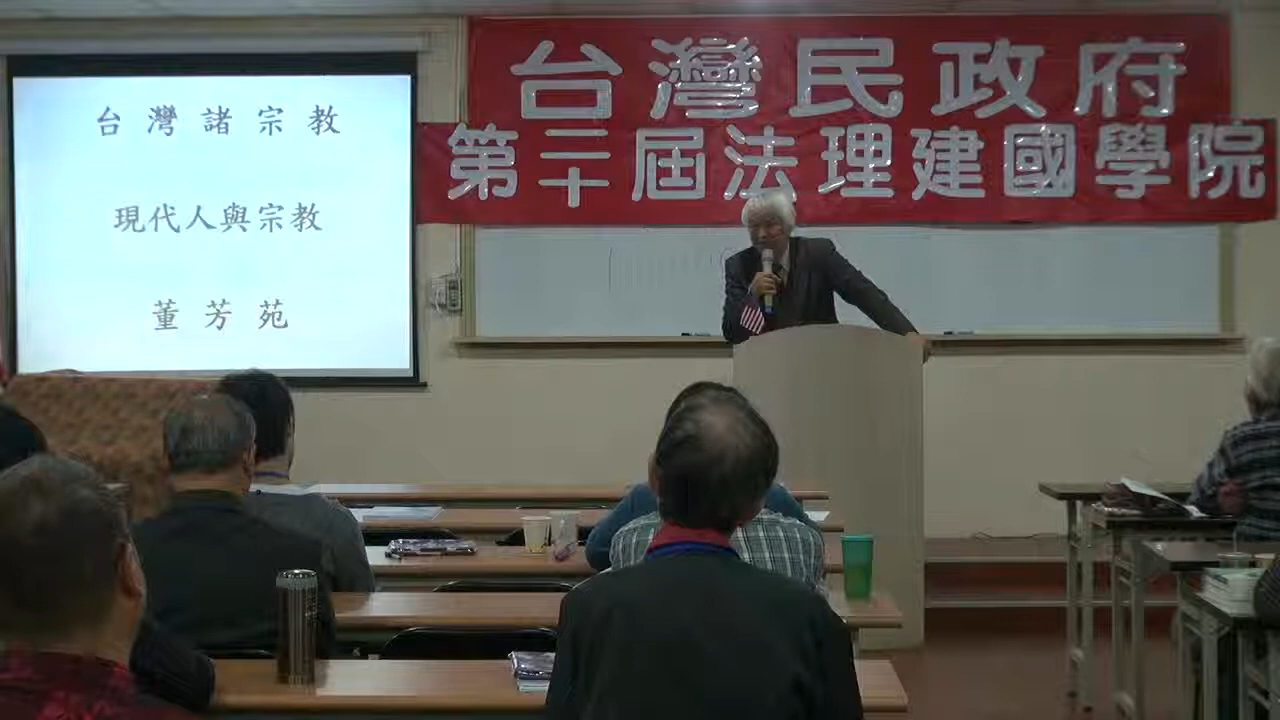 台灣民政府
第二十屆法理建國學院
台灣諸宗教
現代人與宗教
董芳苑